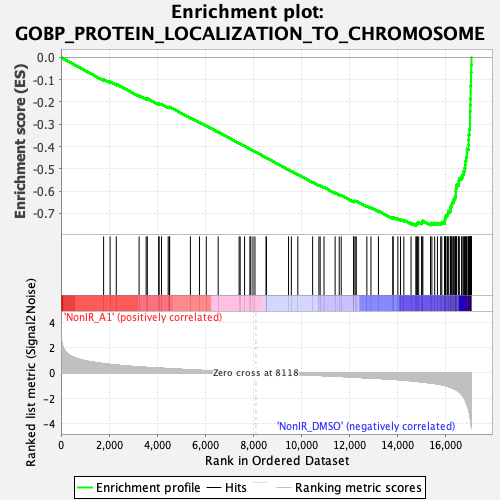 Enrichment plot:
GOBP_PROTEIN_LOCALIZATION_TO_CHROMOSOME
Enrichment score (ES)
0.0
-0.1
-0.2
-0.3
-0.4
-0.5
-0.6
-0.7
Ranked list metric (Signal2Noise)
'NonIR_A1' (positively correlated)
4
2
0
-2
-4
Zero cross at 8118
'NonIR_DMSO' (negatively correlated)
0
2,000
4,000
6,000
8,000
10,000
12,000
14,000
16,000
Rank in Ordered Dataset
Enrichment profile
Hits
Ranking metric scores